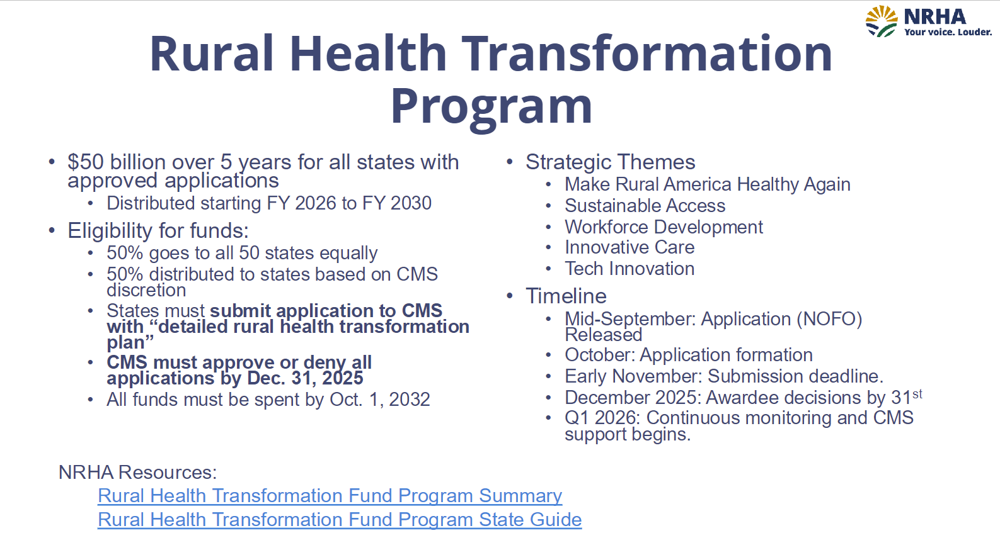 NRHA
Your voice. Louder.
Rural Health Transformation
Program
• $50 billion over 5 years for all states with
approved applications
• Distributed starting FY 2026 to FY 2030
• Eligibility for funds:
• 50% goes to all 50 states equally
• 50% distributed to states based on CMS
discretion
• States must submit application to CMS
with “detailed rural health transformation
plan”
• CMS must approve or deny all
applications by Dec. 31, 2025
• All funds must be spent by Oct. 1, 2032
• Strategic Themes
• Make Rural America Healthy Again
• Sustainable Access
• Workforce Development
• Innovative Care
• Tech Innovation
• Timeline
• Mid-September: Application (NOFO)
Released
• October: Application formation
• Early November: Submission deadline.
• December 2025: Awardee decisions by 31st
• Q1 2026: Continuous monitoring and CMS
support begins.
NRHA Resources:
Rural Health Transformation Fund Program Summary
Rural Health Transformation Fund Program State Guide